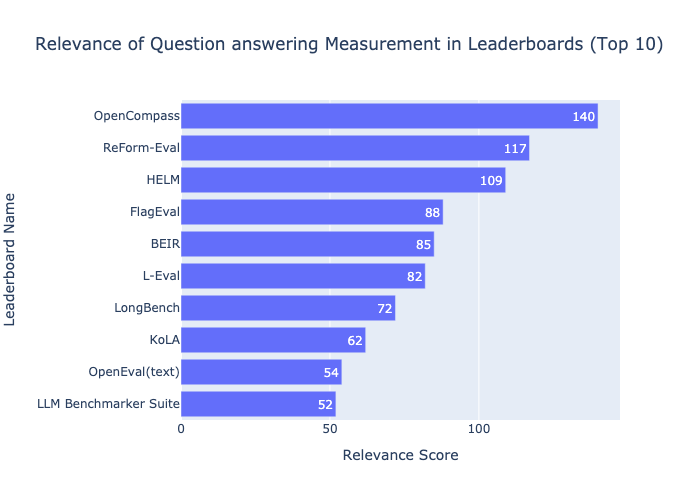 Relevance of Question answering Measurement in Leaderboards (Top 10)
Leaderboard Name
OpenCompass 140
ReForm-Eval 117
HELM 109
FlagEval 88
BEIR 85
L-Eval 82
LongBench 72
KoLA 62
OpenEval(text) 54
LLM Benchmarker Suite 52
0 50 100
Relevance Score